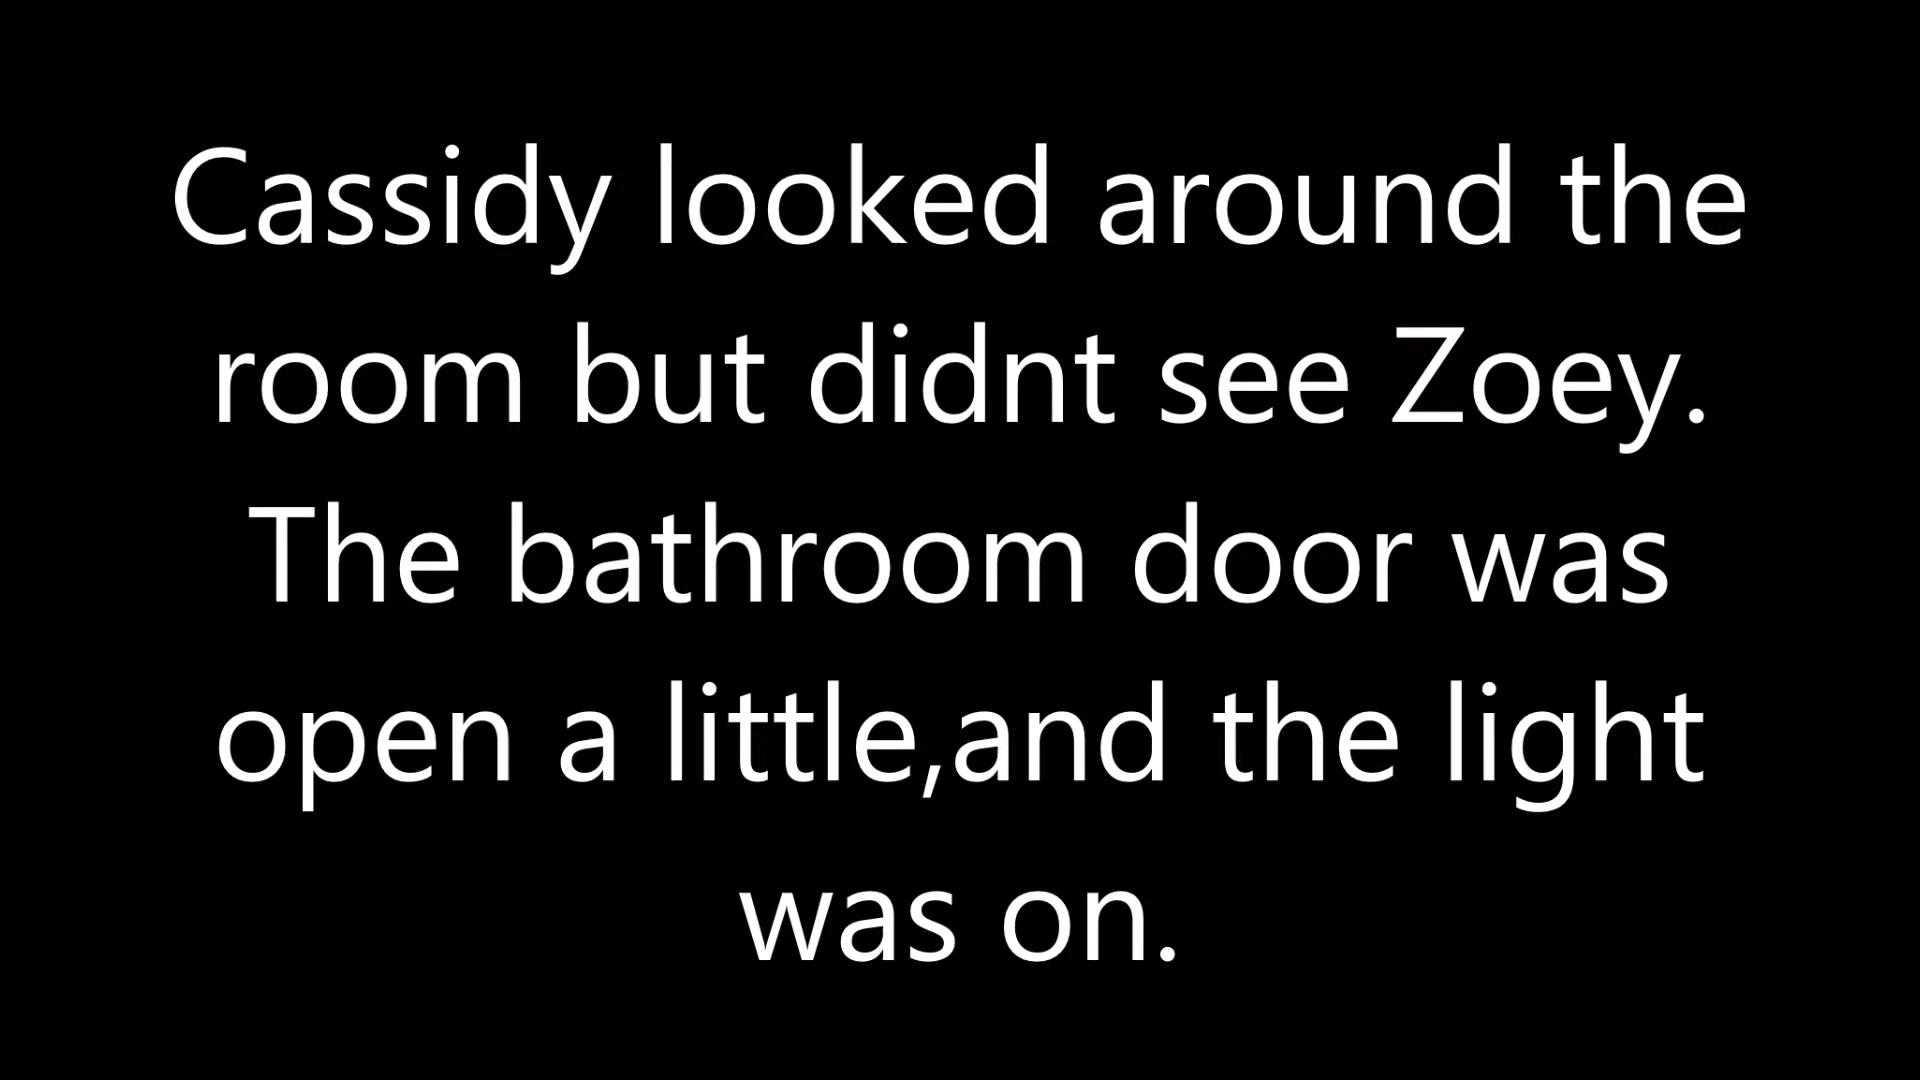 Cassidy looked around the
room but didnt see Zoey.
The bathroom door was
open a little,and the light
was on.